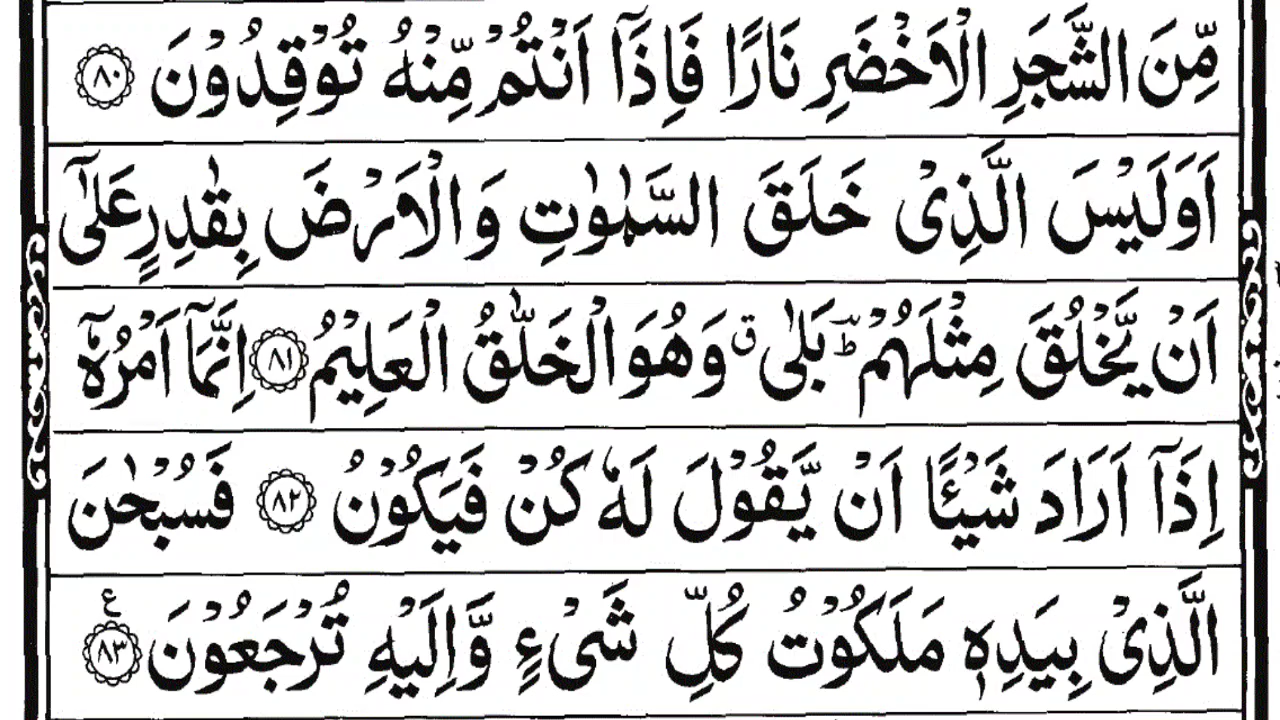 مِّنَ الشَّجَرِ الْاَخْضَرِ نَارًا فَاِذَاۤ اَنْتُمْ مِّنْهُ تُوْقِدُوْنَ ﴿٨٠﴾
اَوَلَيْسَ الَّذِیْ خَلَقَ السَّمٰوٰتِ وَالْاَرْضَ بِقٰدِرٍ عَلٰۤی
اَنْ يَّخْلُقَ مِثْلَهُمْ ؕ بَلٰی ۗ وَهُوَ الْخَلّٰقُ الْعَلِيْمُ ﴿٨١﴾ اِنَّمَاۤ اَمْرُهٗۤ
اِذَاۤ اَرَادَ شَيْـًٔا اَنْ يَّقُوْلَ لَهٗ كُنْ فَيَكُوْنُ ﴿٨٢﴾ فَسُبْحٰنَ
الَّذِیْ بِيَدِهٖ مَلَكُوْتُ كُلِّ شَیْءٍ وَّاِلَيْهِ تُرْجَعُوْنَ ﴿٨٣﴾ ع